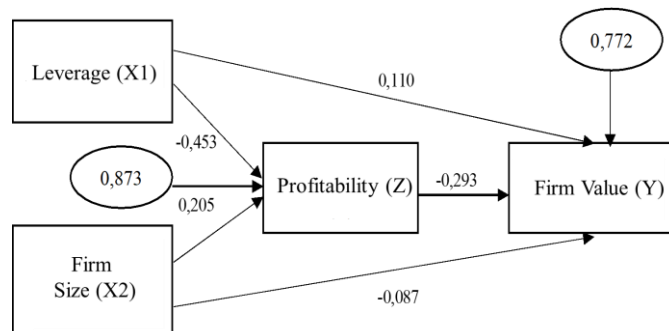 0,772
Leverage (X1)
0,110
-0,453
0,873
Profitability (Z)
-0,293
Firm Value (Y)
0,205
Firm
Size (X2)
-0,087